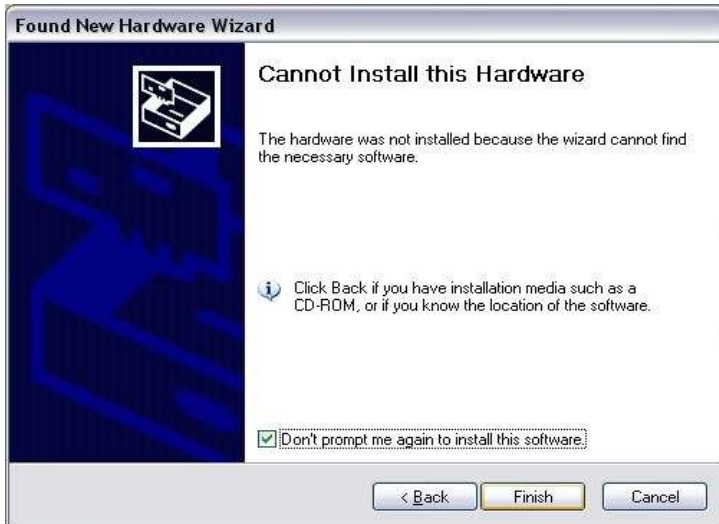 Found New Hardware Wizard
Cannot Install this Hardware
The hardware was not installed because the wizard cannot find
the necessary software.
Click Back if you have installation media such as a
CD-ROM, or if you know the location of the software.
Don't prompt me again to install this software.
< Back
Finish
Cancel